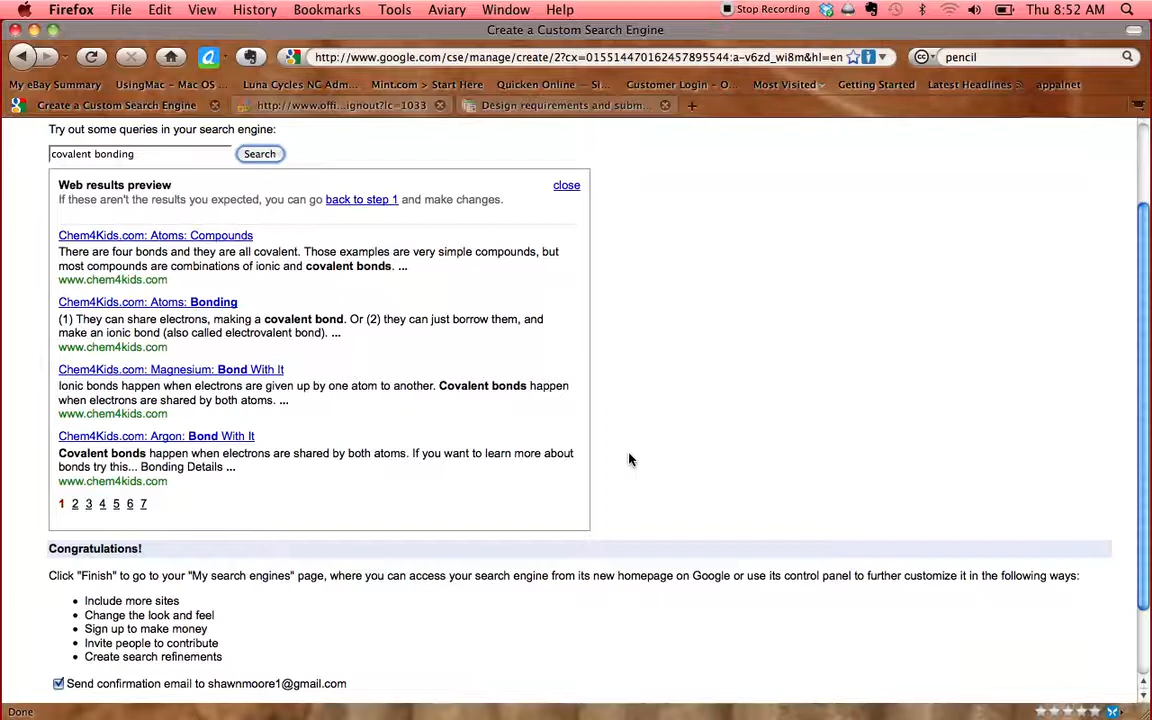 Firefox File Edit View History Bookmarks Tools Aviary Window Help Stop Recording Thu 8:52 AM
Create a Custom Search Engine
http://www.google.com/cse/manage/create/2?cx=015514470162457895544:a-v6zd_wi8m&hl=en pencil
My eBay Summary UsingMac – Mac OS ... Luna Cycles NC Adm... Mint.com > Start Here Quicken Online – Si... Customer Login – O... Most Visited Getting Started Latest Headlines appalnet
Create a Custom Search Engine http://www.offi...ignout?lc=1033 Design requirements and subm...
Try out some queries in your search engine:
covalent bonding Search
Web results preview close
If these aren't the results you expected, you can go back to step 1 and make changes.
Chem4Kids.com: Atoms: Compounds
There are four bonds and they are all covalent. Those examples are very simple compounds, but
most compounds are combinations of ionic and covalent bonds. ...
www.chem4kids.com
Chem4Kids.com: Atoms: Bonding
(1) They can share electrons, making a covalent bond. Or (2) they can just borrow them, and
make an ionic bond (also called electrovalent bond). ...
www.chem4kids.com
Chem4Kids.com: Magnesium: Bond With It
Ionic bonds happen when electrons are given up by one atom to another. Covalent bonds happen
when electrons are shared by both atoms. ...
www.chem4kids.com
Chem4Kids.com: Argon: Bond With It
Covalent bonds happen when electrons are shared by both atoms. If you want to learn more about
bonds try this... Bonding Details ...
www.chem4kids.com
1 2 3 4 5 6 7
Congratulations!
Click "Finish" to go to your "My search engines" page, where you can access your search engine from its new homepage on Google or use its control panel to further customize it in the following ways:
Include more sites
Change the look and feel
Sign up to make money
Invite people to contribute
Create search refinements
Send confirmation email to shawnmoore1@gmail.com
Done